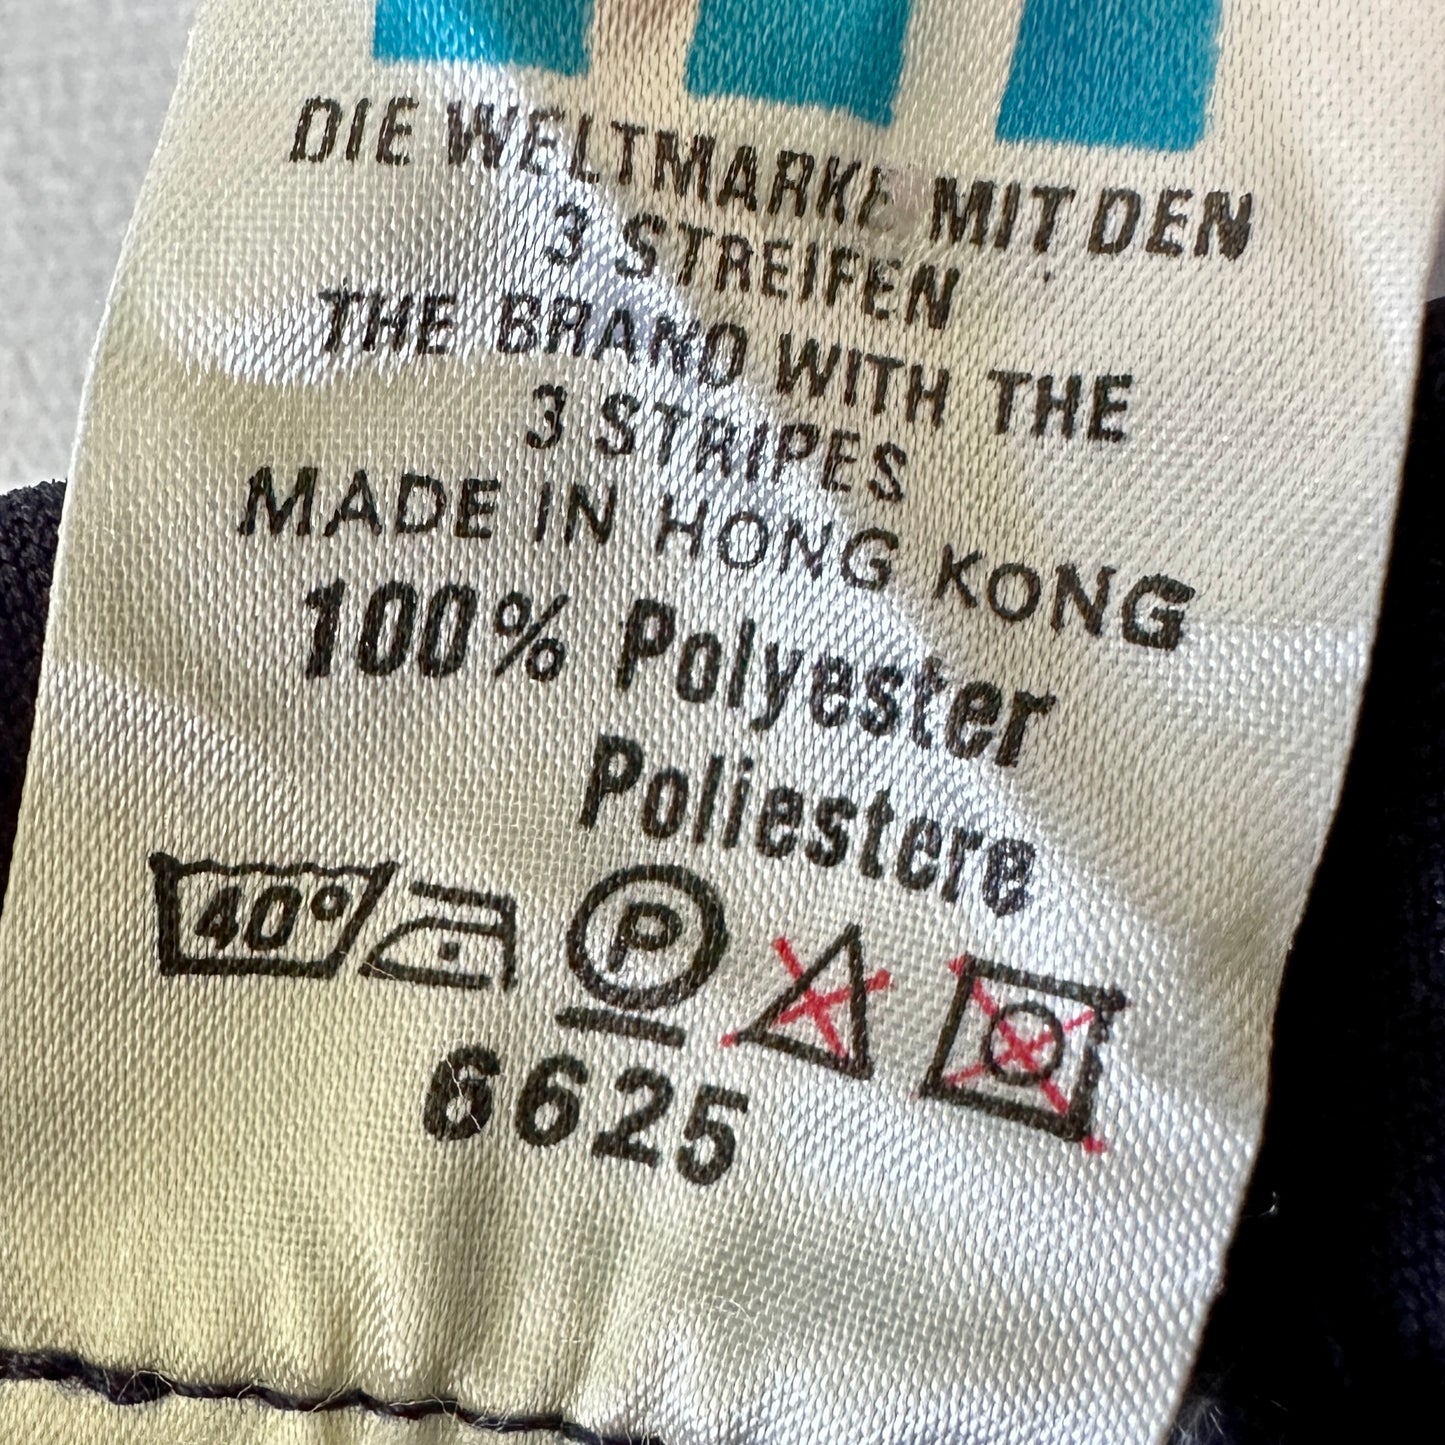 DIE WELTMARKE MIT DEN
3 STREIFEN
THE BRAND WITH THE
3 STRIPES
MADE IN HONG KONG
100% Polyester
Poliestere
40° P
6625